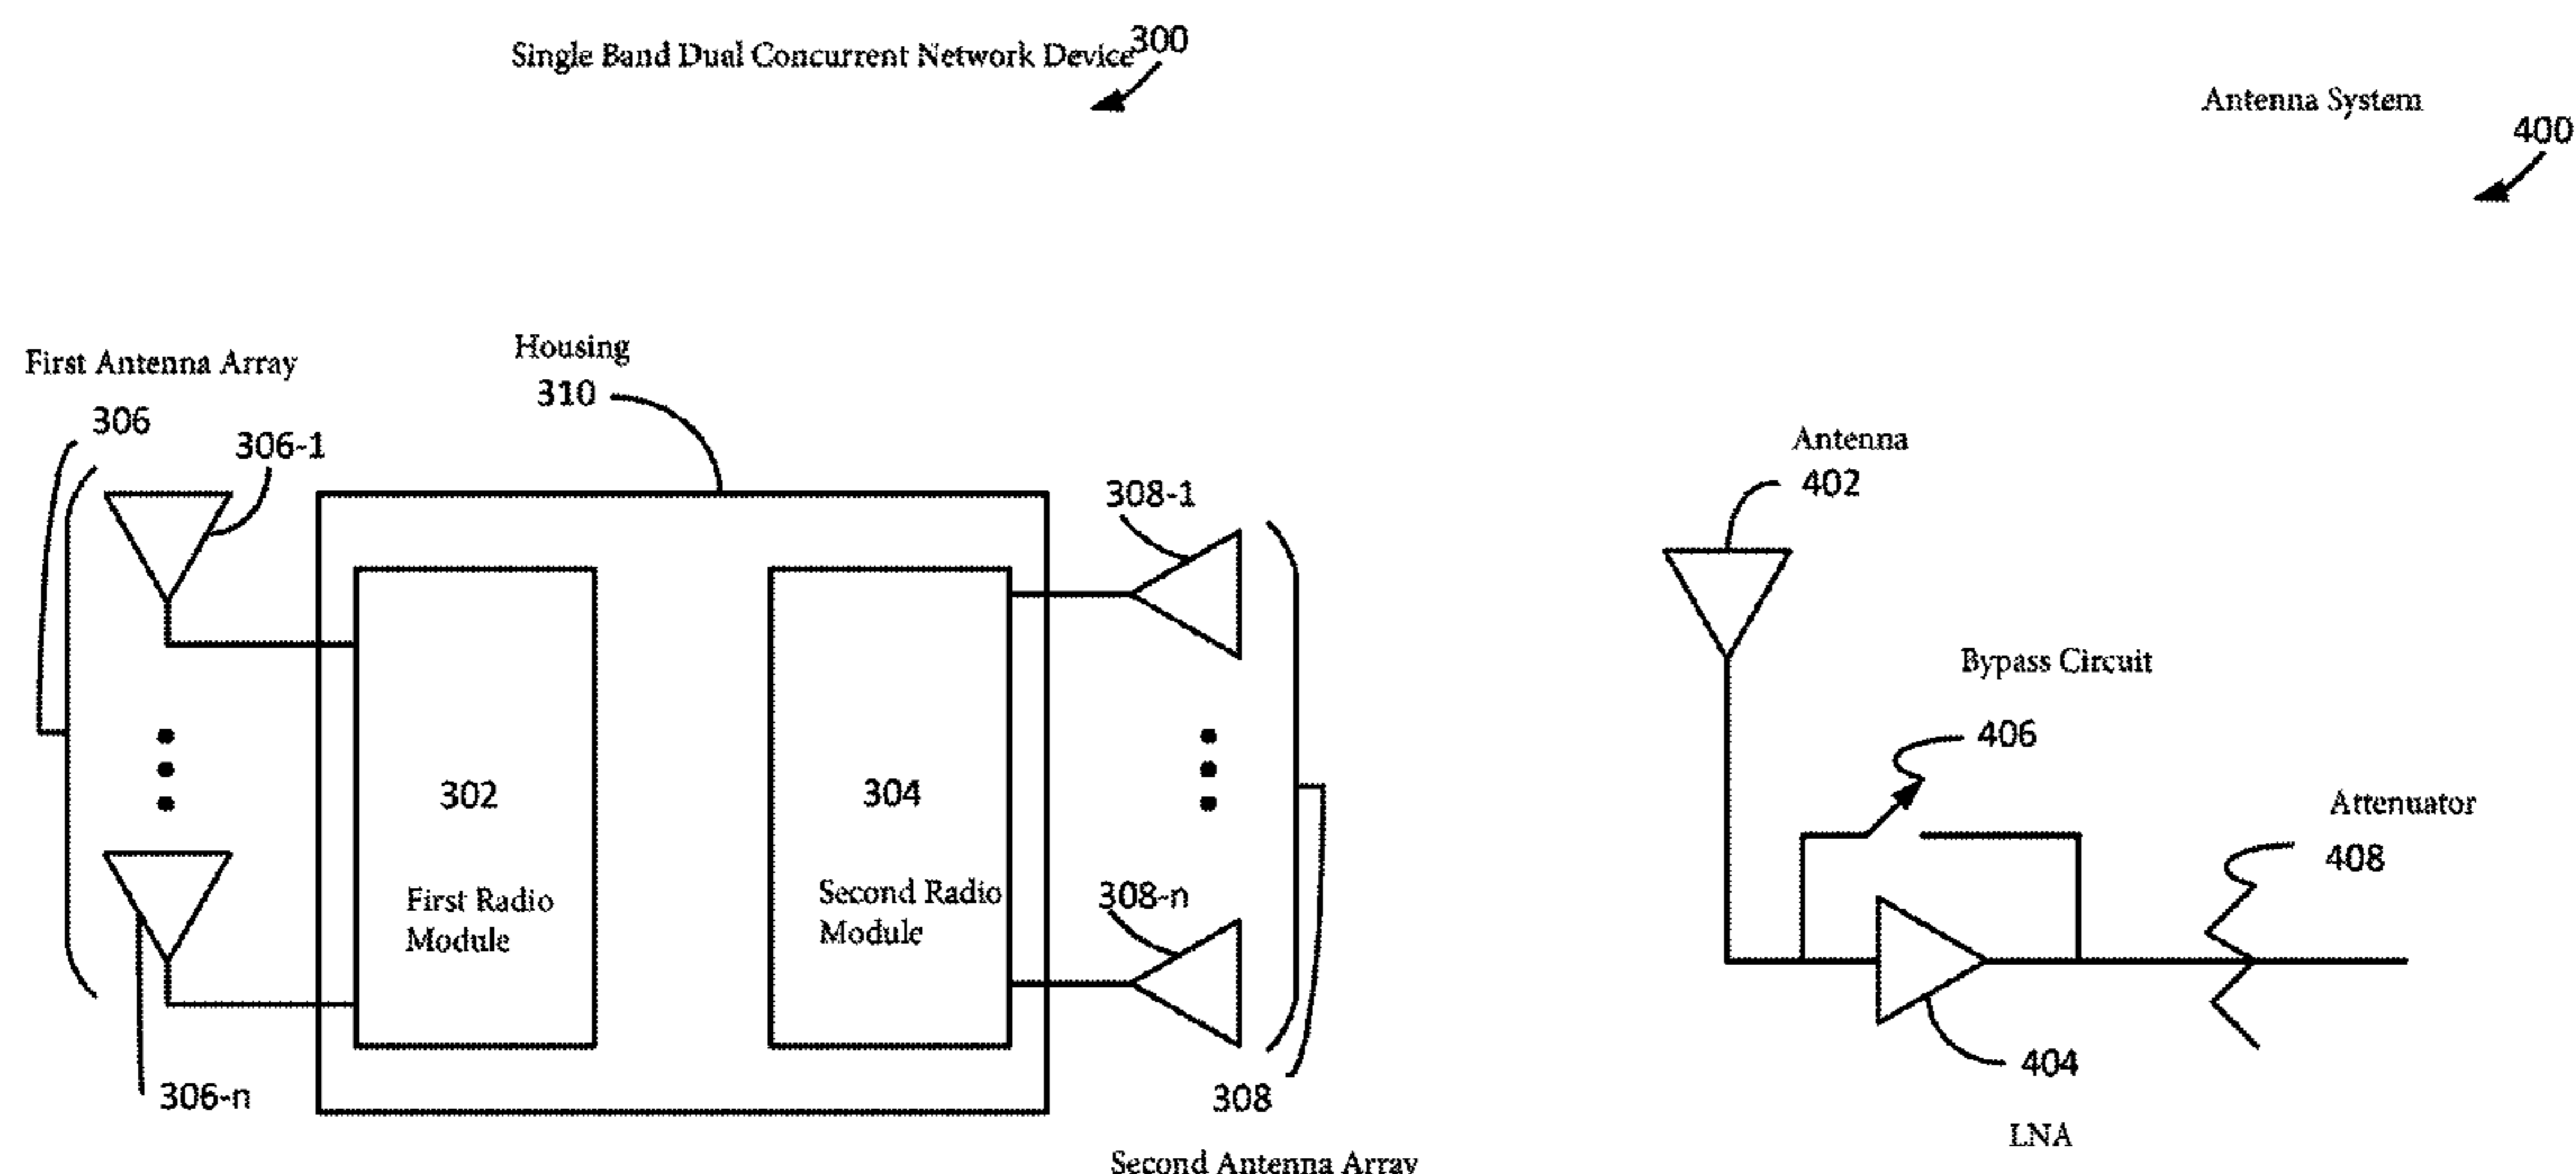 Single Band Dual Concurrent Network Device
300
First Antenna Array
306
306-1
Housing
310
308-1
302
First Radio
Module
304
Second Radio
Module
308-n
306-n
308
Second Antenna Array
Antenna System
400
Antenna
402
Bypass Circuit
406
Attenuator
408
404
LNA